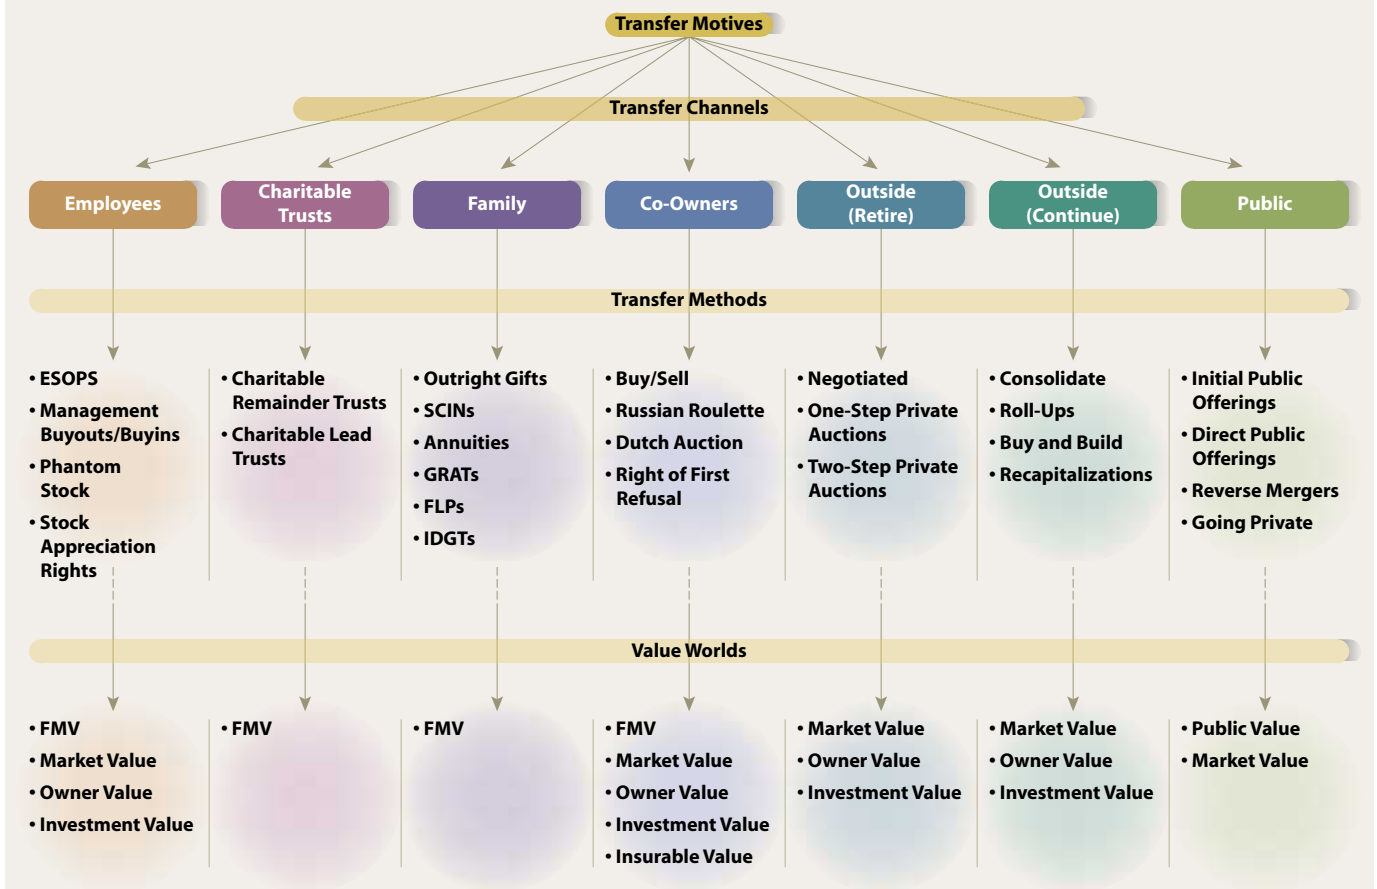 Transfer Motives
Transfer Channels
Employees
Charitable
Trusts
Family
Co-Owners
Outside
(Retire)
Outside
(Continue)
Public
Transfer Methods
• ESOPS
• Management
Buyouts/Buyins
• Phantom
Stock
• Stock
Appreciation
Rights
• Charitable
Remainder Trusts
• Charitable Lead
Trusts
• Outright Gifts
• SCINs
• Annuities
• GRATs
• FLPs
• IDGTs
• Buy/Sell
• Russian Roulette
• Dutch Auction
• Right of First
Refusal
• Negotiated
• One-Step Private
Auctions
• Two-Step Private
Auctions
• Consolidate
• Roll-Ups
• Buy and Build
• Recapitalizations
• Initial Public
Offerings
• Direct Public
Offerings
• Reverse Mergers
• Going Private
Value Worlds
• FMV
• Market Value
• Owner Value
• Investment Value
• FMV
• FMV
• FMV
• Market Value
• Owner Value
• Investment Value
• Insurable Value
• Market Value
• Owner Value
• Investment Value
• Market Value
• Owner Value
• Investment Value
• Public Value
• Market Value